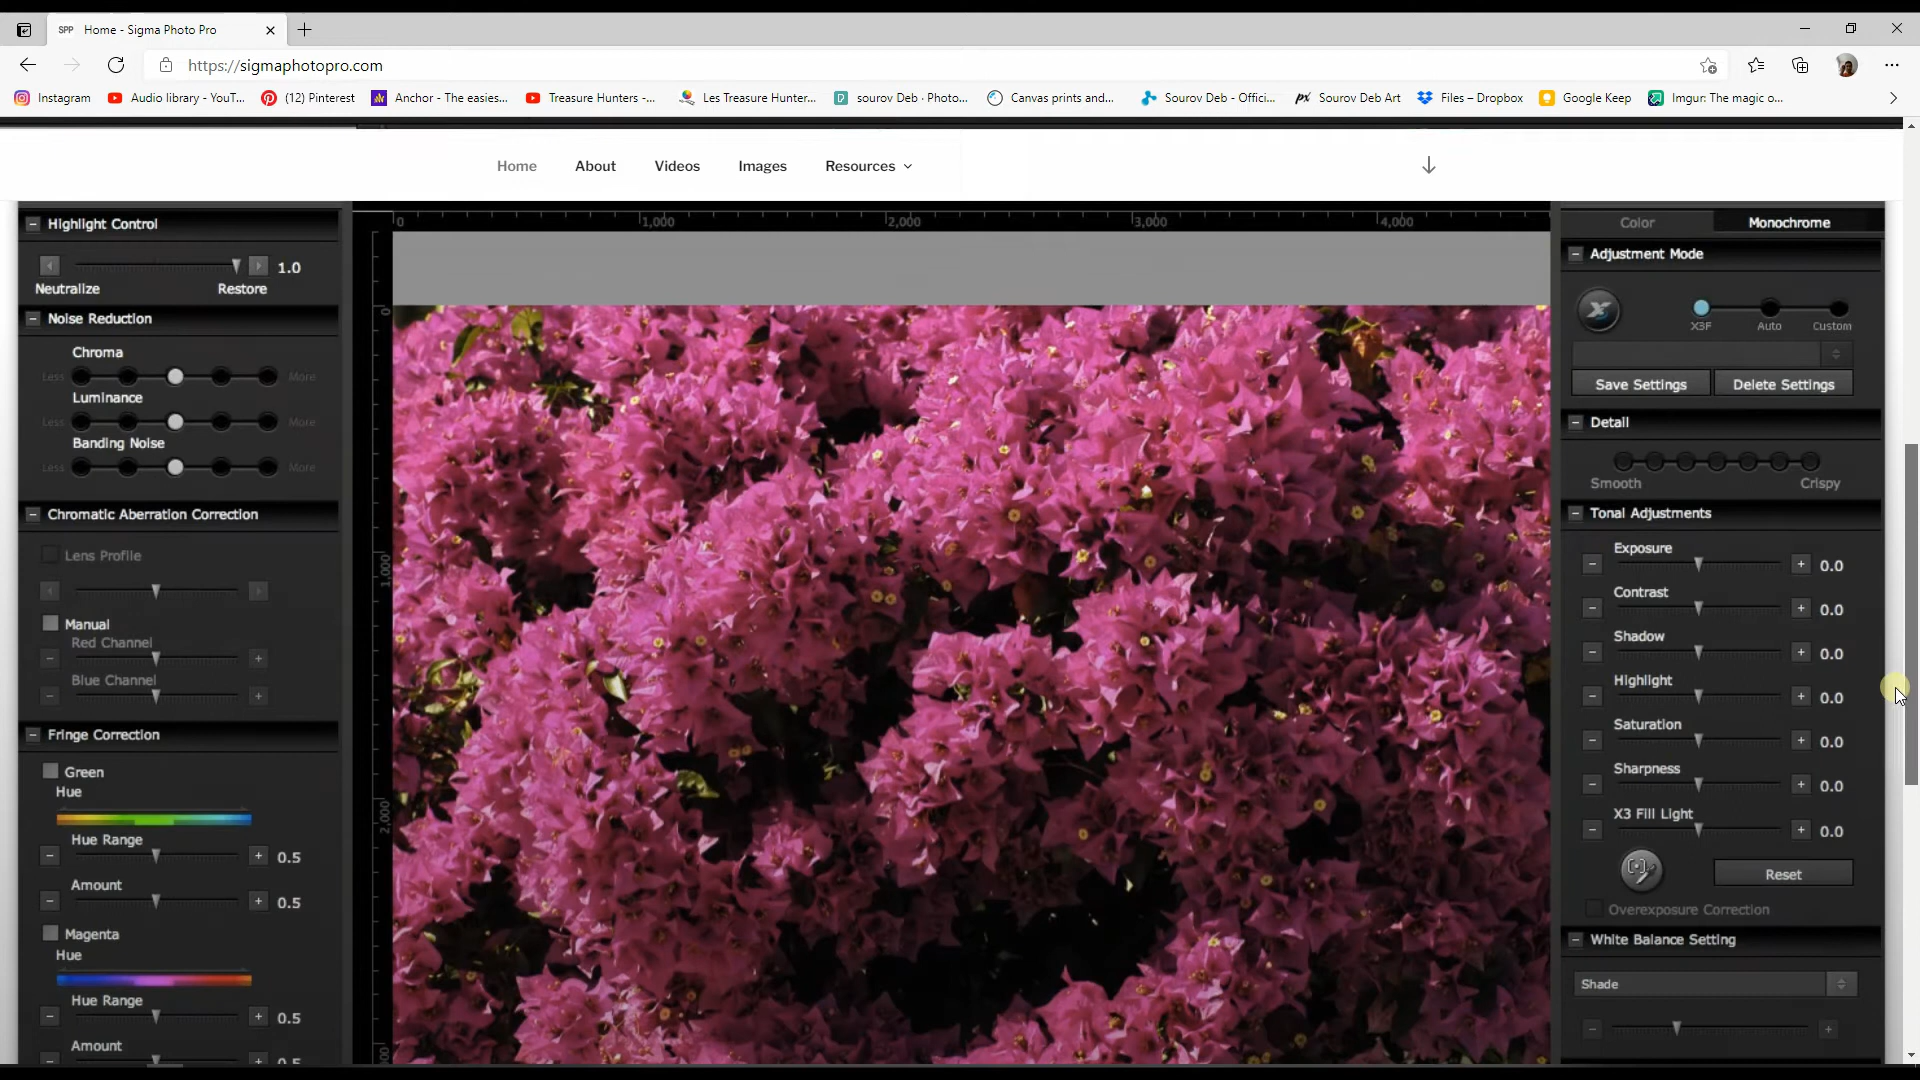 SPP Home - Sigma Photo Pro
https://sigmaphotopro.com
Instagram Audio library - YouT... (12) Pinterest Anchor - The easies... Treasure Hunters -... Les Treasure Hunter... sourov Deb · Photo... Canvas prints and... Sourov Deb - Offici... px Sourov Deb Art Files – Dropbox Google Keep Imgur: The magic o...
Home About Videos Images Resources
Highlight Control
1.0
Neutralize Restore
Noise Reduction
Chroma
Less More
Luminance
Less More
Banding Noise
Less More
Chromatic Aberration Correction
Lens Profile
Manual
Red Channel
Blue Channel
Fringe Correction
Green
Hue
Hue Range
0.5
Amount
0.5
Magenta
Hue
Hue Range
0.5
Amount
0.5
0 1,000 2,000 3,000 4,000
0
1,000
2,000
Color Monochrome
Adjustment Mode
X3F Auto Custom
Save Settings Delete Settings
Detail
Smooth Crispy
Tonal Adjustments
Exposure
0.0
Contrast
0.0
Shadow
0.0
Highlight
0.0
Saturation
0.0
Sharpness
0.0
X3 Fill Light
0.0
Reset
Overexposure Correction
White Balance Setting
Shade